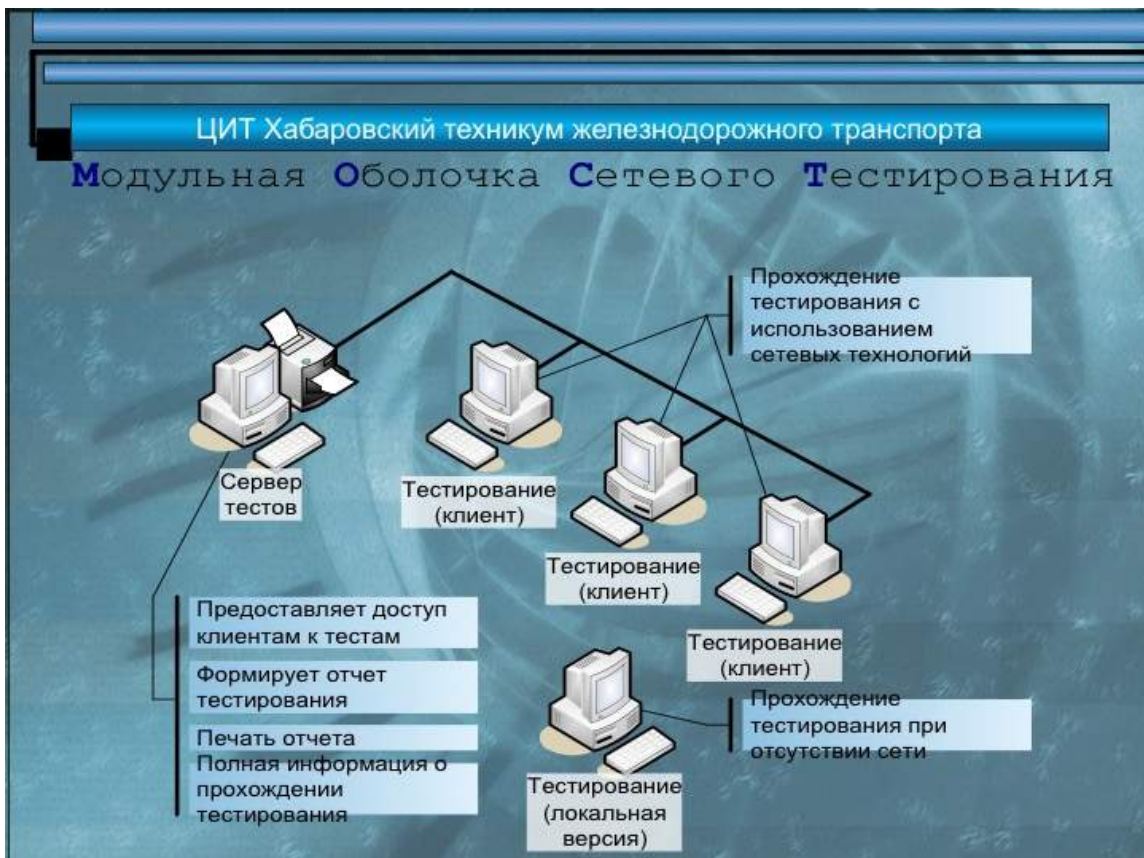 ЦИТ Хабаровский техникум железнодорожного транспорта
Модульная Оболочка Сетевого Тестирования
Прохождение
тестирования с
использованием
сетевых технологий
Сервер
тестов
Тестирование
(клиент)
Тестирование
(клиент)
Тестирование
(клиент)
Предоставляет доступ
клиентам к тестам
Формирует отчет
тестирования
Печать отчета
Полная информация о
прохождении
тестирования
Прохождение
тестирования при
отсутствии сети
Тестирование
(локальная
версия)